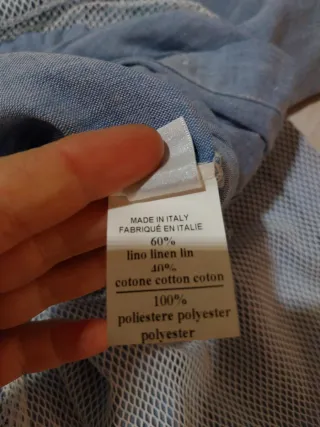 MADE IN ITALY
FABRIQUÉ EN ITALIE
60%
lino linen lin
40%
cotone cotton coton
100%
poliestere polyester
polyester